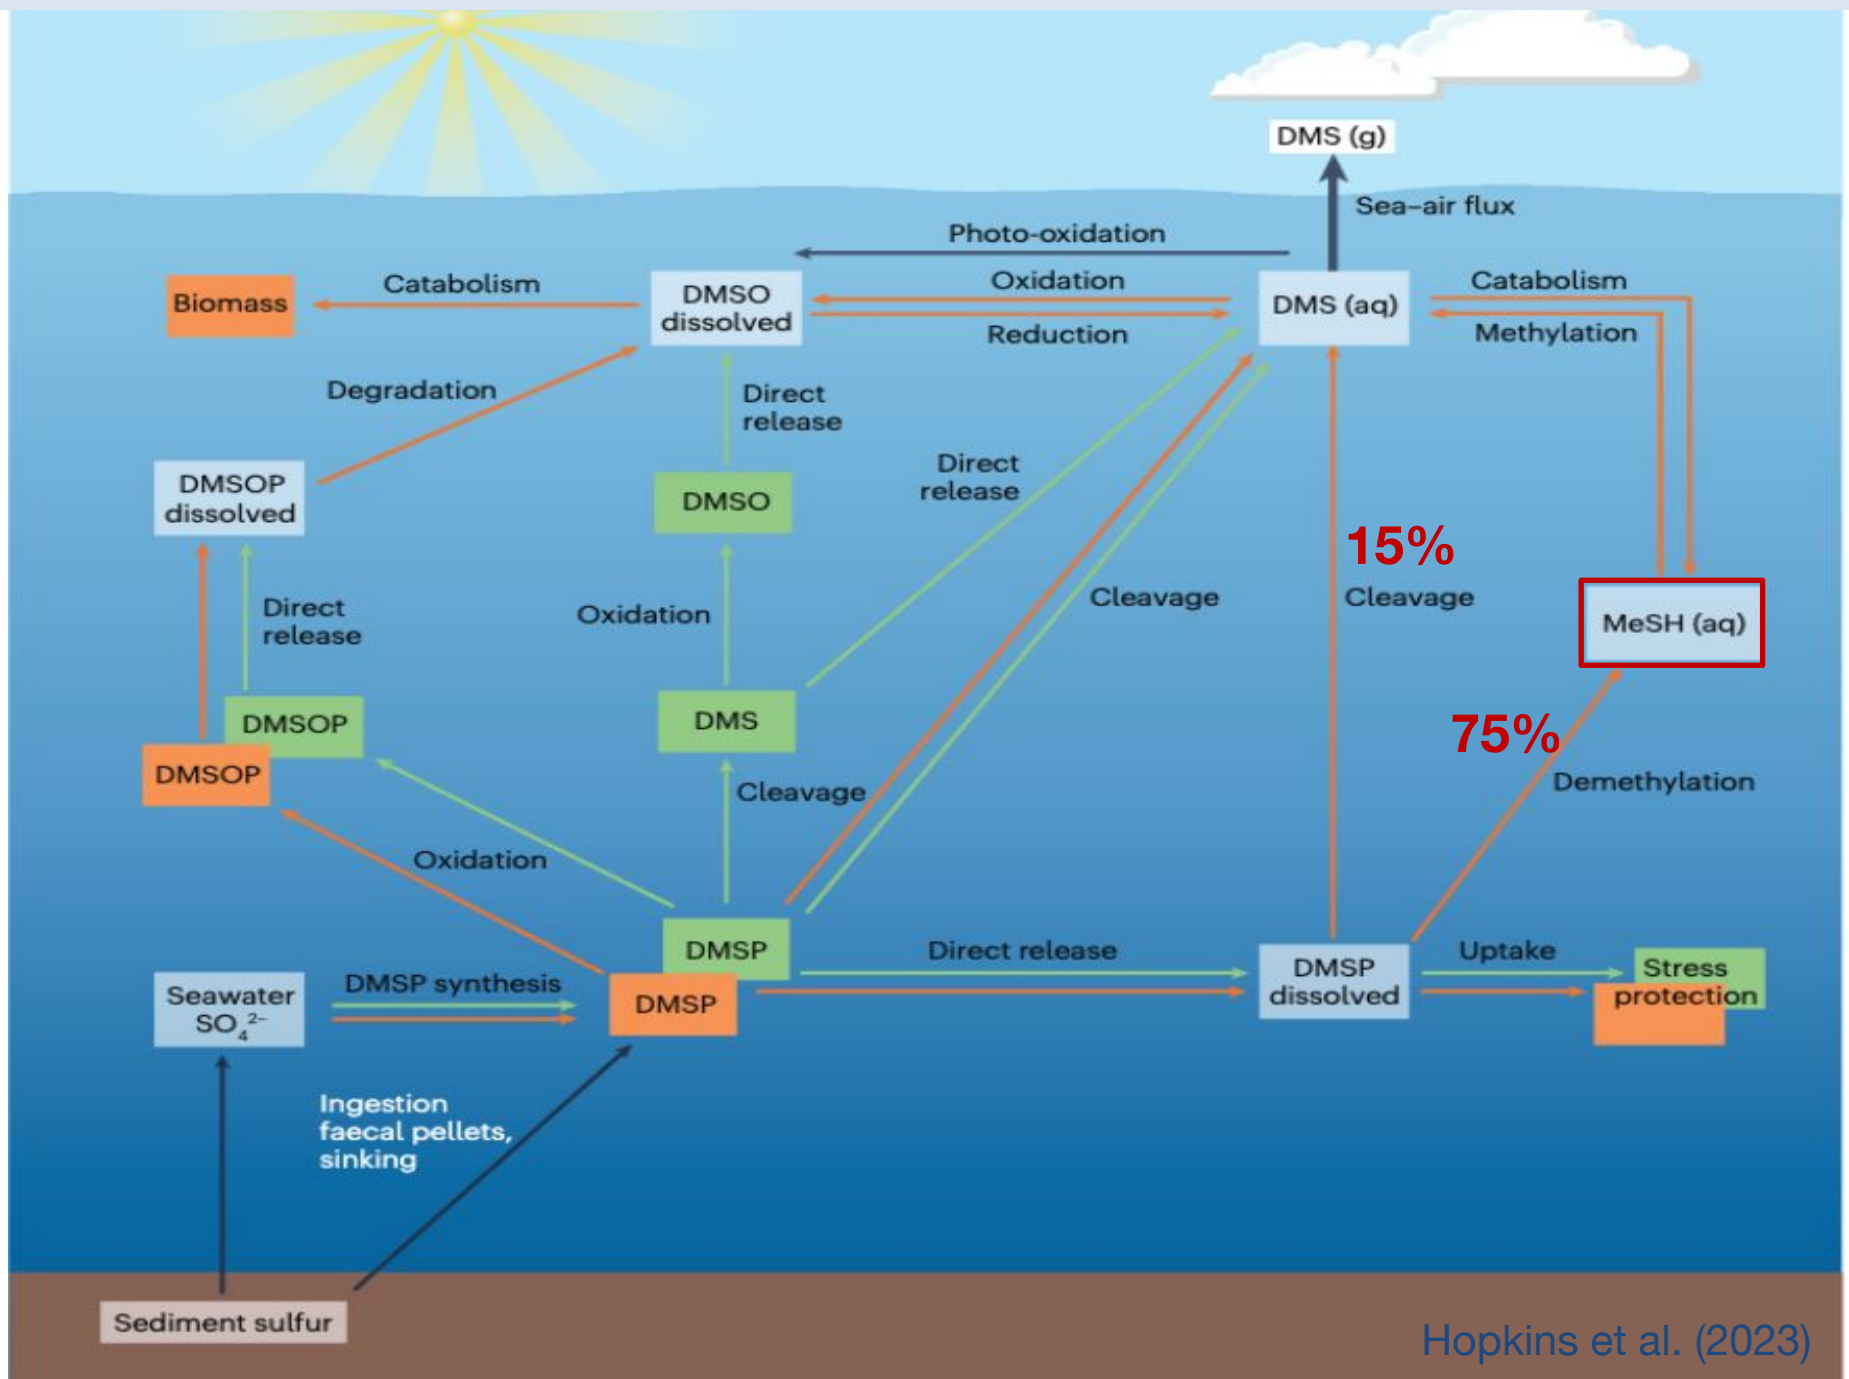 DMS (g)
Sea–air flux
Photo-oxidation
Catabolism
Oxidation
Catabolism
Biomass
DMSO
dissolved
DMS (aq)
Reduction
Methylation
Degradation
Direct
release
Direct
release
DMSOP
dissolved
DMSO
15%
Cleavage
Cleavage
Direct
release
Oxidation
MeSH (aq)
DMSOP
DMS
75%
DMSOP
Cleavage
Demethylation
Oxidation
DMSP
Direct release
Uptake
DMSP
dissolved
Stress
protection
Seawater
SO₄²⁻
DMSP synthesis
DMSP
Ingestion
faecal pellets,
sinking
Sediment sulfur
Hopkins et al. (2023)